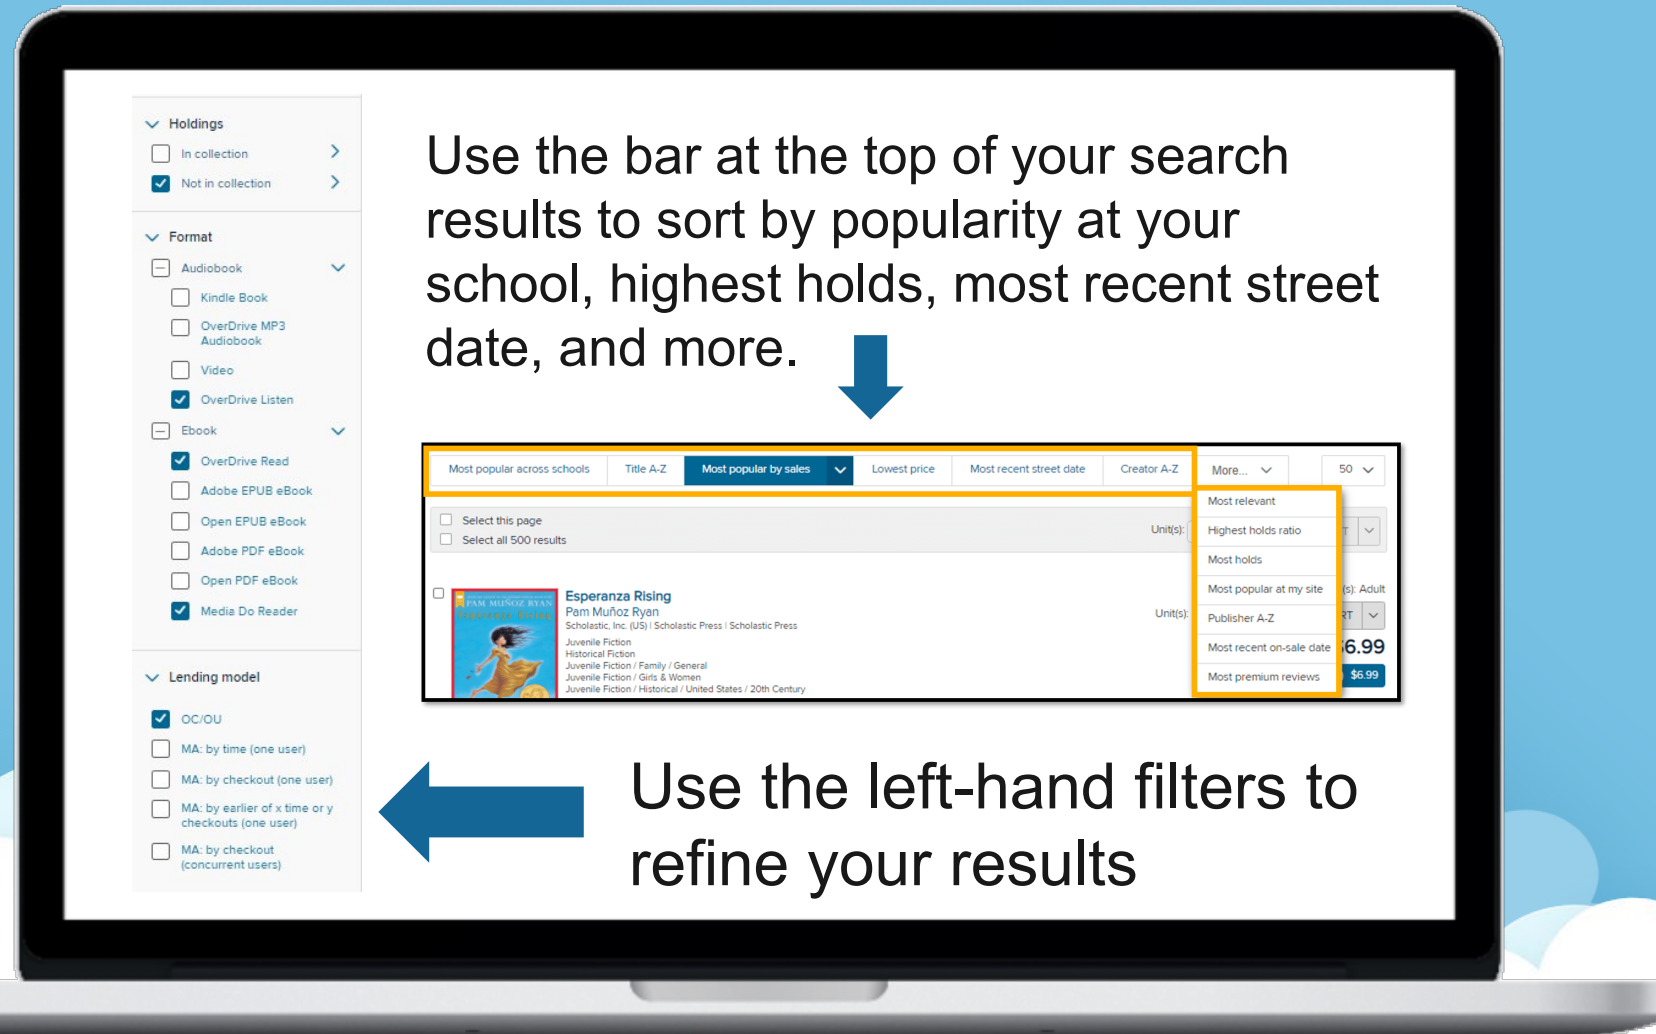 Holdings
In collection
Not in collection
Format
Audiobook
Kindle Book
OverDrive MP3
Audiobook
Video
OverDrive Listen
Ebook
OverDrive Read
Adobe EPUB eBook
Open EPUB eBook
Adobe PDF eBook
Open PDF eBook
Media Do Reader
Lending model
OC/OU
MA: by time (one user)
MA: by checkout (one user)
MA: by earlier of x time or y
checkouts (one user)
MA: by checkout
(concurrent users)
Use the bar at the top of your search
results to sort by popularity at your
school, highest holds, most recent street
date, and more.
Most popular across schools Title A-Z Most popular by sales Lowest price Most recent street date Creator A-Z More... 50
Select this page
Select all 500 results
Unit(s):
Most relevant
Highest holds ratio
Most holds
Most popular at my site
Publisher A-Z
Most recent on-sale date
Most premium reviews
PAM MUÑOZ RYAN
Esperanza Rising
Esperanza Rising
Pam Muñoz Ryan
Scholastic, Inc. (US) | Scholastic Press | Scholastic Press
Juvenile Fiction
Historical Fiction
Juvenile Fiction / Family / General
Juvenile Fiction / Girls & Women
Juvenile Fiction / Historical / United States / 20th Century
Unit(s):
(s): Adult
6.99
$6.99
Use the left-hand filters to
refine your results